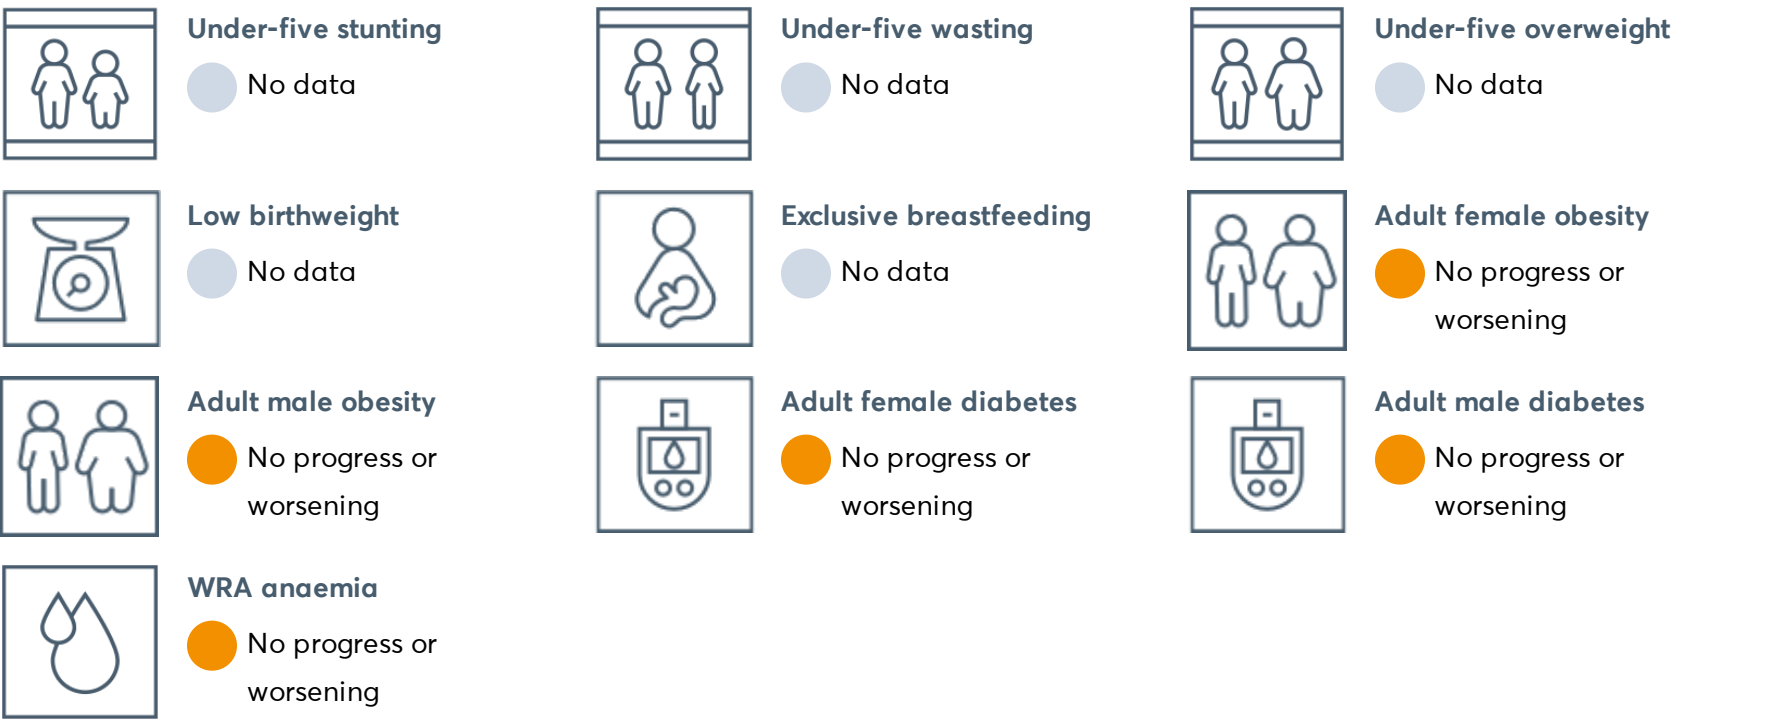 Under-five stunting
No data
Under-five wasting
No data
Under-five overweight
No data
Low birthweight
No data
Exclusive breastfeeding
No data
Adult female obesity
No progress or
worsening
Adult male obesity
No progress or
worsening
Adult female diabetes
No progress or
worsening
Adult male diabetes
No progress or
worsening
WRA anaemia
No progress or
worsening